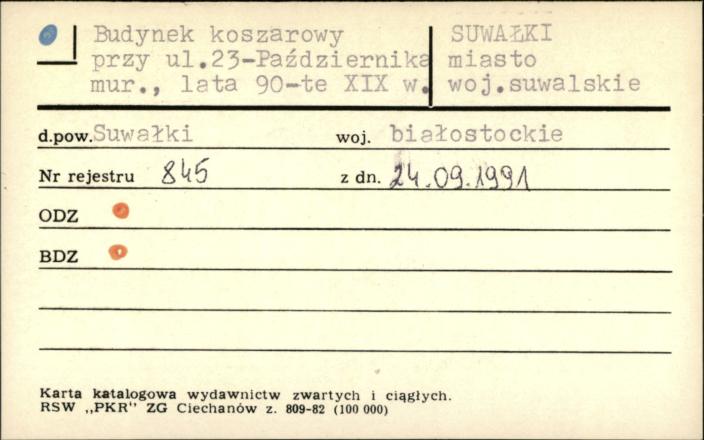 Budynek koszarowy
przy ul.23-Października
mur., lata 90-te XIX w.
SUWAŁKI
miasto
woj.suwalskie
d.pow. Suwałki woj. białostockie
Nr rejestru 845 z dn. 24.09.1991
ODZ
BDZ
Karta katalogowa wydawnictw zwartych i ciągłych.
RSW „PKR" ZG Ciechanów z. 809-82 (100 000)